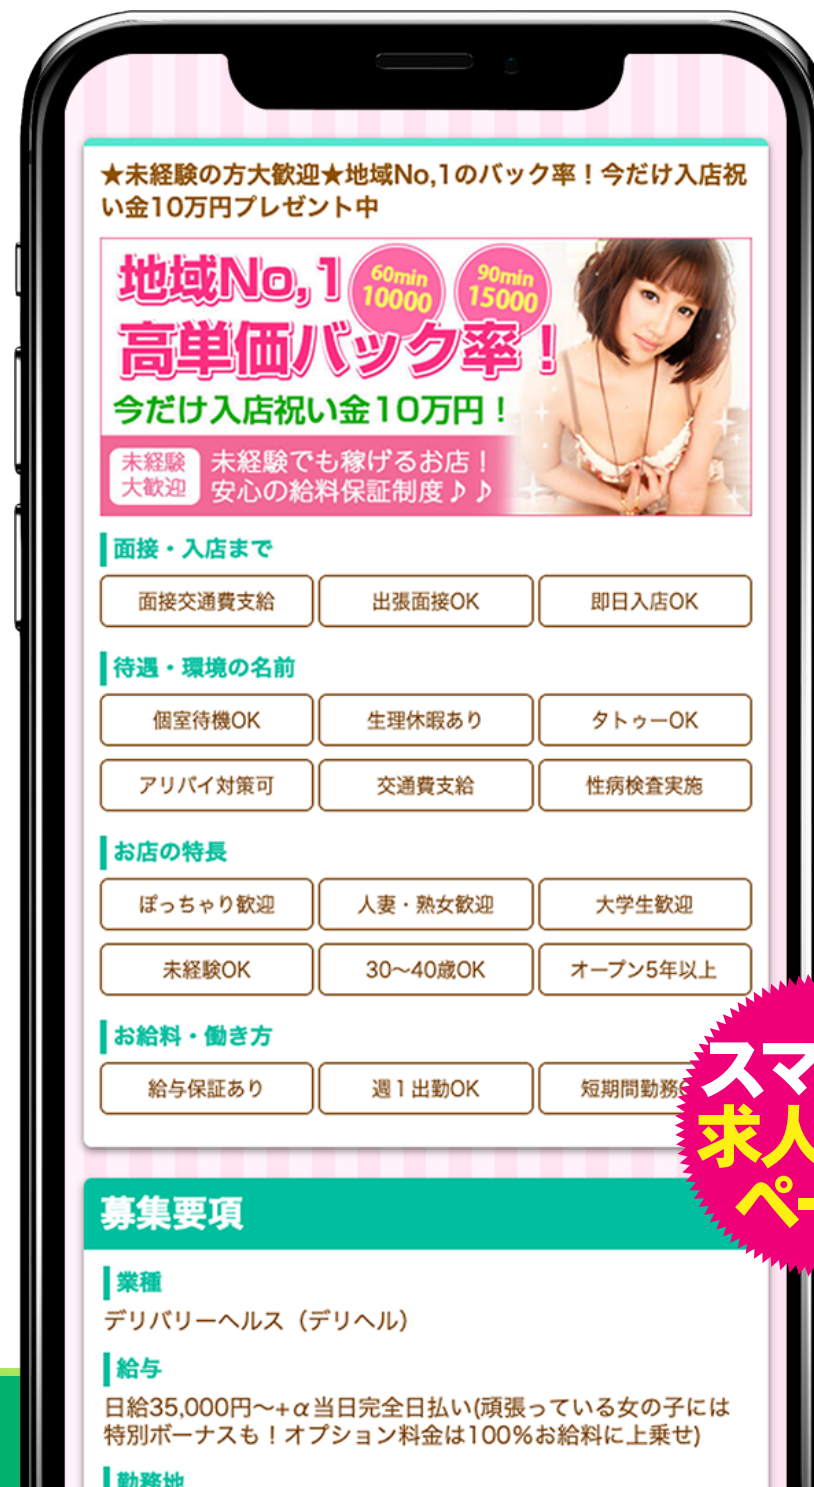 ★未経験の方大歓迎★地域No,1のバック率！今だけ入店祝
い金10万円プレゼント中
地域No,1
60min
10000
90min
15000
高単価バック率！
今だけ入店祝い金10万円！
未経験
大歓迎
未経験でも稼げるお店！
安心の給料保証制度♪♪
面接・入店まで
面接交通費支給
出張面接OK
即日入店OK
待遇・環境の名前
個室待機OK
生理休暇あり
タトゥーOK
アリバイ対策可
交通費支給
性病検査実施
お店の特長
ぽっちゃり歓迎
人妻・熟女歓迎
大学生歓迎
未経験OK
30〜40歳OK
オープン5年以上
お給料・働き方
給与保証あり
週１出勤OK
短期間勤務
スマ
求人
ペー
募集要項
業種
デリバリーヘルス（デリヘル）
給与
日給35,000円〜+α当日完全日払い(頑張っている女の子には
特別ボーナスも！オプション料金は100%お給料に上乗せ)
勤務地